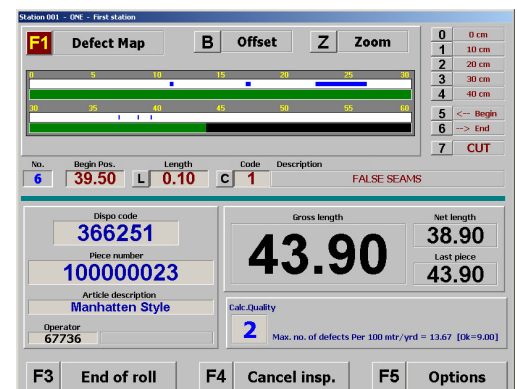 Station 001 - ONE - First station
F1 Defect Map B Offset Z Zoom
0 0 cm
1 10 cm
2 20 cm
3 30 cm
4 40 cm
5 <-- Begin
6 --> End
7 CUT
0 5 10 15 20 25 30
30 35 40 45 50 55 60
No. Begin Pos. Length Code Description
6 39.50 L 0.10 C 1 FALSE SEAMS
Dispo code
366251
Piece number
100000023
Article description
Manhatten Style
Operator
67736
Gross length
43.90
Net length
38.90
Last piece
43.90
Calc.Quality
2 Max. no. of defects Per 100 mtr/yrd = 13.67 [Ok=9.00]
F3 End of roll F4 Cancel insp. F5 Options